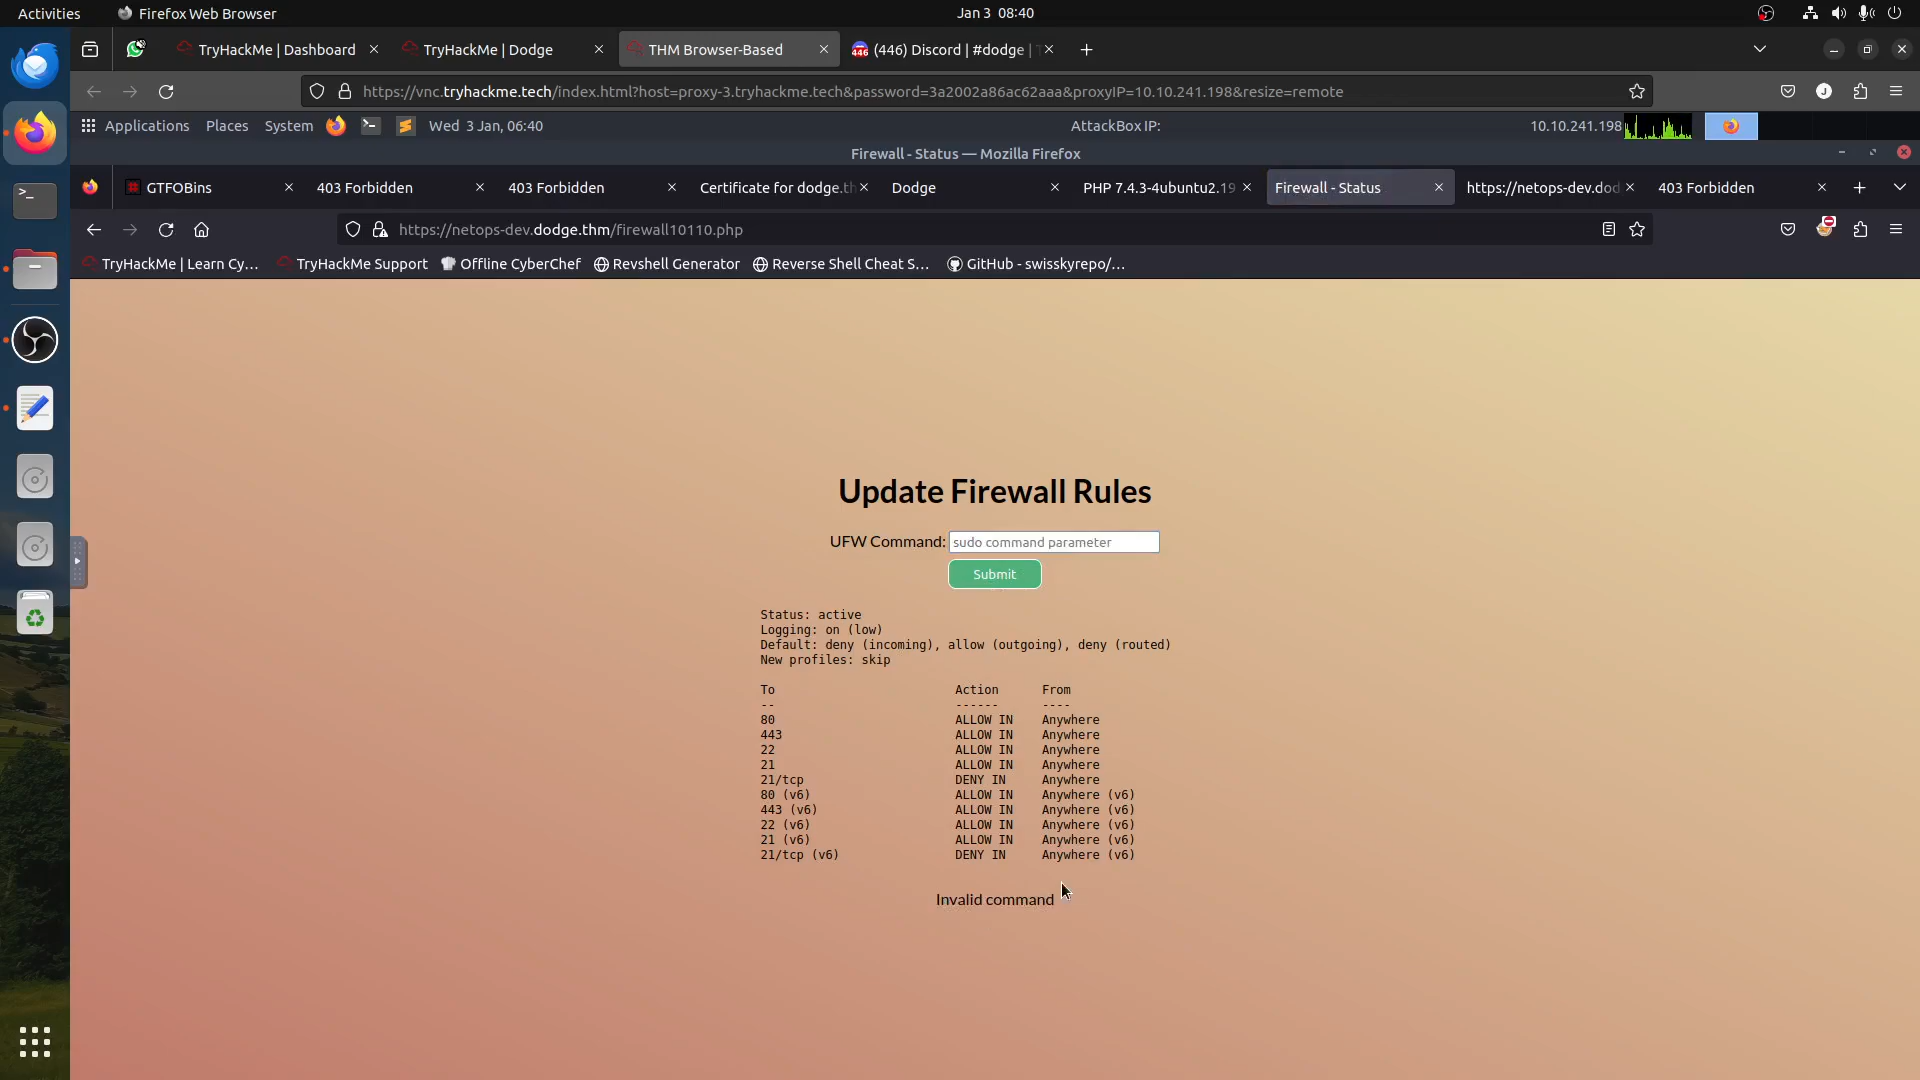 Activities
Firefox Web Browser
Jan 3 08:40
TryHackMe | Dashboard
TryHackMe | Dodge
THM Browser-Based
446 (446) Discord | #dodge |
https://vnc.tryhackme.tech/index.html?host=proxy-3.tryhackme.tech&password=3a2002a86ac62aaa&proxyIP=10.10.241.198&resize=remote
J
Applications Places System
Wed 3 Jan, 06:40
AttackBox IP:
10.10.241.198
Firewall - Status — Mozilla Firefox
GTFOBins
403 Forbidden
403 Forbidden
Certificate for dodge.th
Dodge
PHP 7.4.3-4ubuntu2.19
Firewall - Status
https://netops-dev.dod
403 Forbidden
https://netops-dev.dodge.thm/firewall10110.php
TryHackMe | Learn Cy...
TryHackMe Support
Offline CyberChef
Revshell Generator
Reverse Shell Cheat S...
GitHub - swisskyrepo/...
Update Firewall Rules
UFW Command: sudo command parameter
Submit
Status: active
Logging: on (low)
Default: deny (incoming), allow (outgoing), deny (routed)
New profiles: skip
To Action From
-- ------ ----
80 ALLOW IN Anywhere
443 ALLOW IN Anywhere
22 ALLOW IN Anywhere
21 ALLOW IN Anywhere
21/tcp DENY IN Anywhere
80 (v6) ALLOW IN Anywhere (v6)
443 (v6) ALLOW IN Anywhere (v6)
22 (v6) ALLOW IN Anywhere (v6)
21 (v6) ALLOW IN Anywhere (v6)
21/tcp (v6) DENY IN Anywhere (v6)
Invalid command